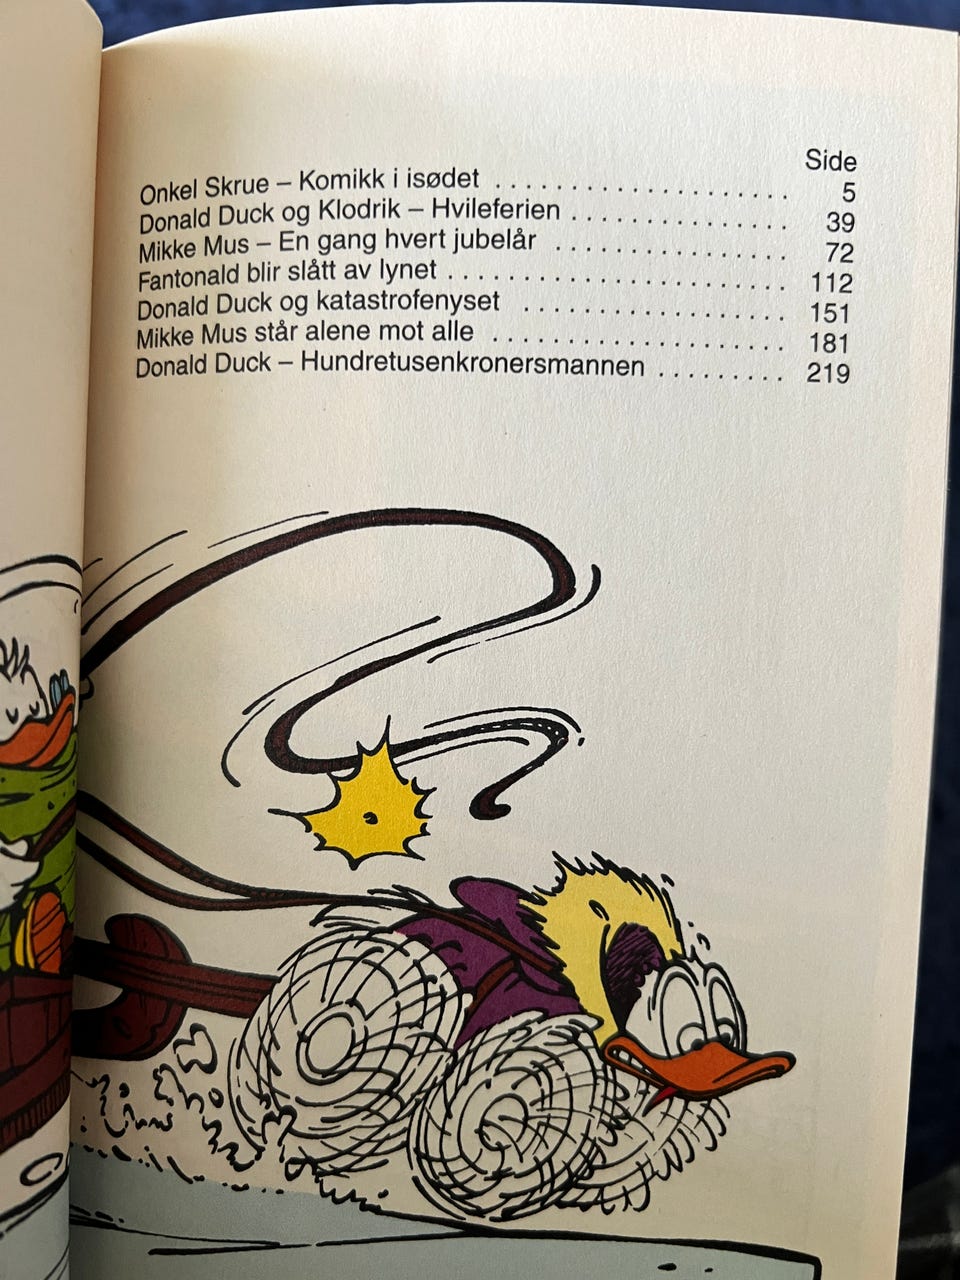 Side
Onkel Skrue – Komikk i isødet . . . . . . . . . . . . . . . . . . . . 5
Donald Duck og Klodrik – Hvileferien . . . . . . . . . . . . . . . 39
Mikke Mus – En gang hvert jubelår . . . . . . . . . . . . . . . . 72
Fantonald blir slått av lynet . . . . . . . . . . . . . . . . . . . . . . . 112
Donald Duck og katastrofenyset . . . . . . . . . . . . . . . . . . 151
Mikke Mus står alene mot alle . . . . . . . . . . . . . . . . . . . . 181
Donald Duck – Hundretusenkronersmannen . . . . . . . . . 219